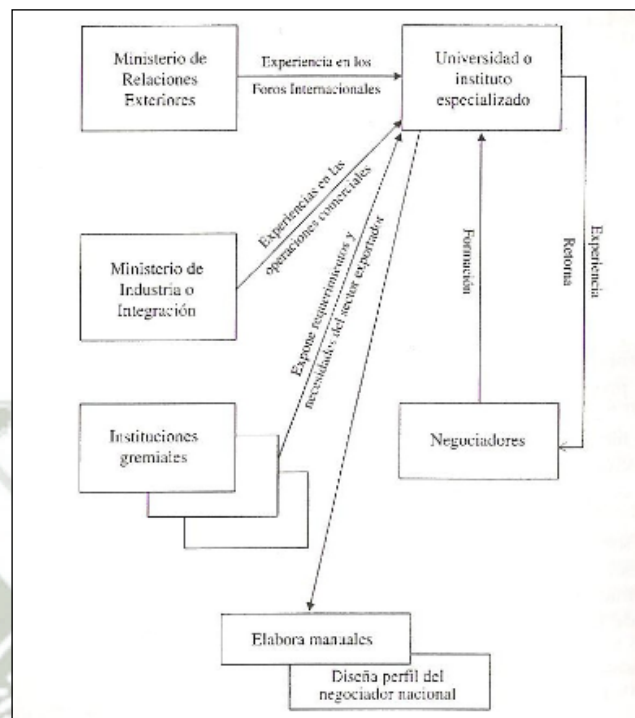 Ministerio de
Relaciones
Exteriores
Experiencia en los
Foros Internacionales
Universidad o
instituto
especializado
Experiencias en las
operaciones comerciales
Ministerio de
Industria o
Integración
Expone requerimientos y
necesidades del sector exportador
Formación
Experiencia
Retorna
Instituciones
gremiales
Negociadores
Elabora manuales
Diseña perfil del
negociador nacional